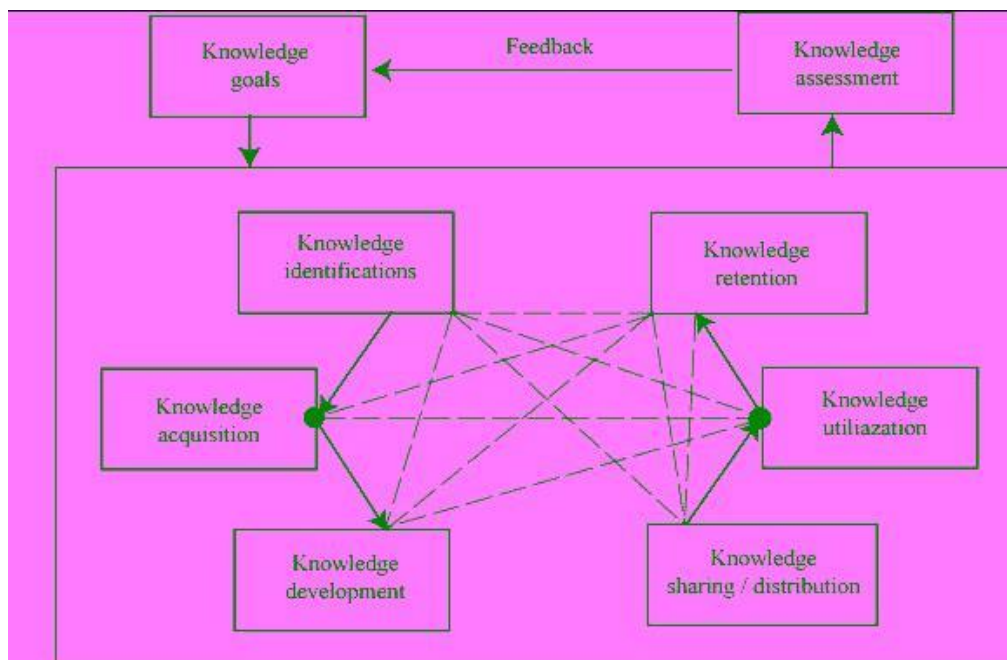 Knowledge
goals
Feedback
Knowledge
assessment
Knowledge
identifications
Knowledge
retention
Knowledge
acquisition
Knowledge
utiliazation
Knowledge
development
Knowledge
sharing / distribution